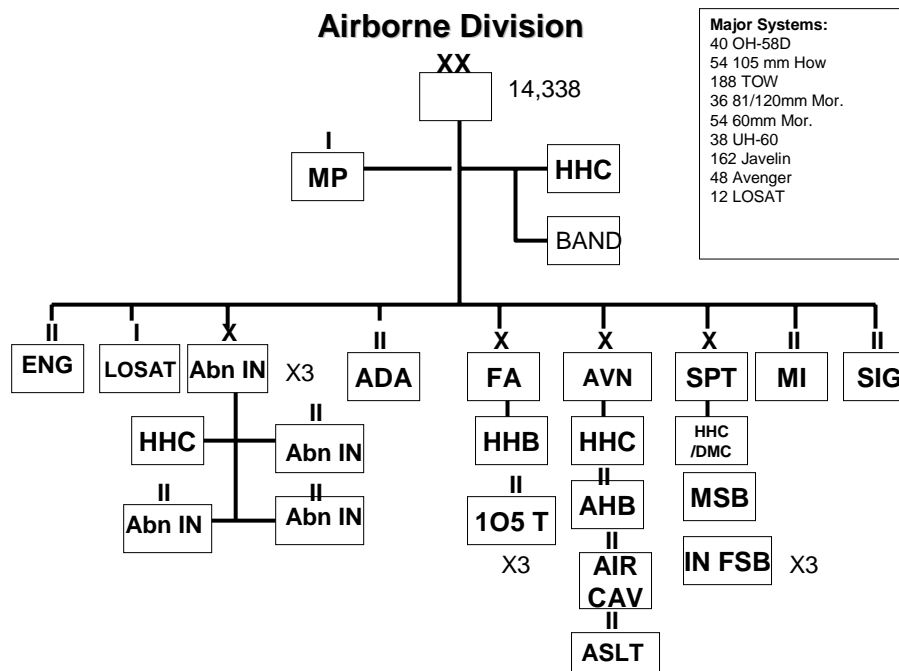 Airborne Division
XX
14,338
Major Systems:
40 OH-58D
54 105 mm How
188 TOW
36 81/120mm Mor.
54 60mm Mor.
38 UH-60
162 Javelin
48 Avenger
12 LOSAT
I
MP
HHC
BAND
II
ENG
I
LOSAT
X
Abn IN
X3
II
ADA
X
FA
X
AVN
X
SPT
II
MI
II
SIG
HHC
II
Abn IN
II
Abn IN
II
Abn IN
HHB
II
1O5 T
X3
HHC
II
AHB
II
AIR
CAV
II
ASLT
HHC
/DMC
MSB
IN FSB
X3